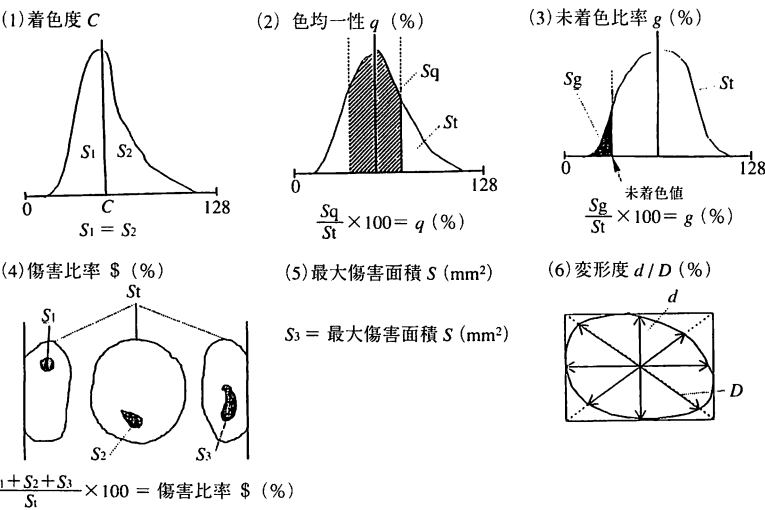 (1)着色度 C
S1
S2
0
C
128
S1 = S2
(2) 色均一性 q (%)
Sq
St
0
128
Sq/St ×100= q (%)
(3)未着色比率 g (%)
Sg
St
0
128
未着色値
Sg/St ×100= g (%)
(4)傷害比率 $ (%)
St
S1
S2
S3
1+S2+S3/St ×100 = 傷害比率 $ (%)
(5)最大傷害面積 S (mm²)
S3 = 最大傷害面積 S (mm²)
(6)変形度 d / D (%)
d
D